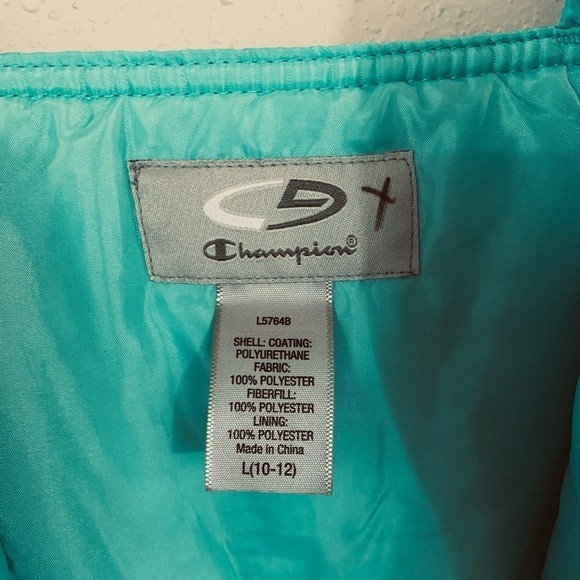 C9
Champion®
L5764B
SHELL: COATING:
POLYURETHANE
FABRIC:
100% POLYESTER
FIBERFILL:
100% POLYESTER
LINING:
100% POLYESTER
Made in China
L(10-12)